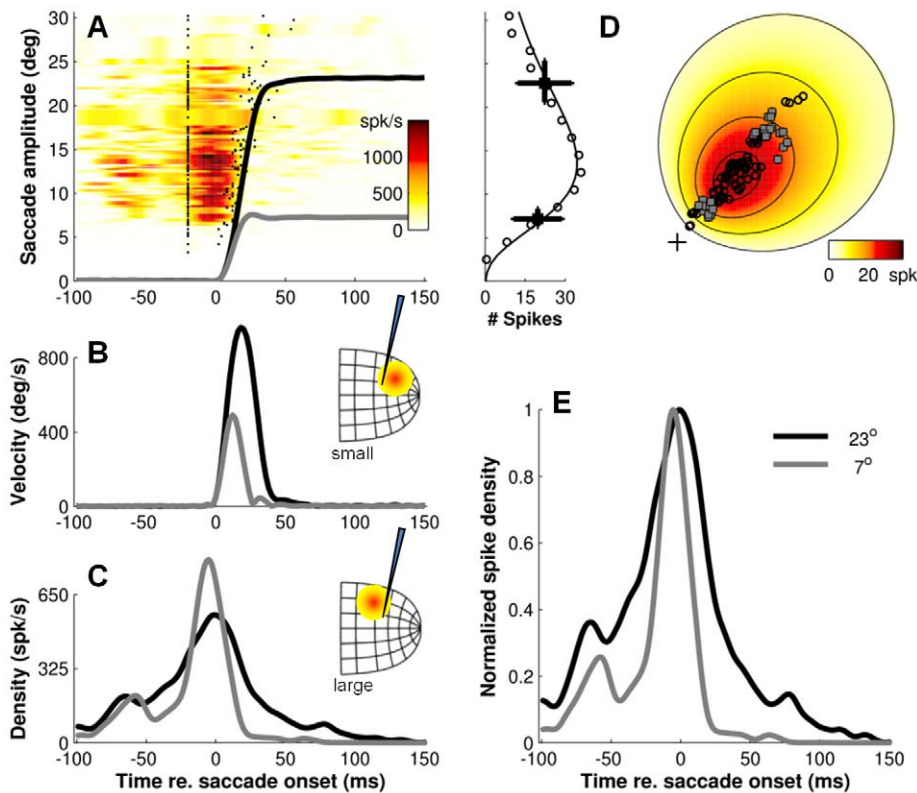 A
Saccade amplitude (deg)
30
25
20
15
10
5
0
spk/s
1000
500
0
-100 -50 0 50 100 150
0 15 30
# Spikes
D
0 20 spk
B
Velocity (deg/s)
800
400
0
small
-100 -50 0 50 100 150
C
Density (spk/s)
650
325
0
large
-100 -50 0 50 100 150
Time re. saccade onset (ms)
E
Normalized spike density
1
0.8
0.6
0.4
0.2
0
23°
7°
-100 -50 0 50 100 150
Time re. saccade onset (ms)